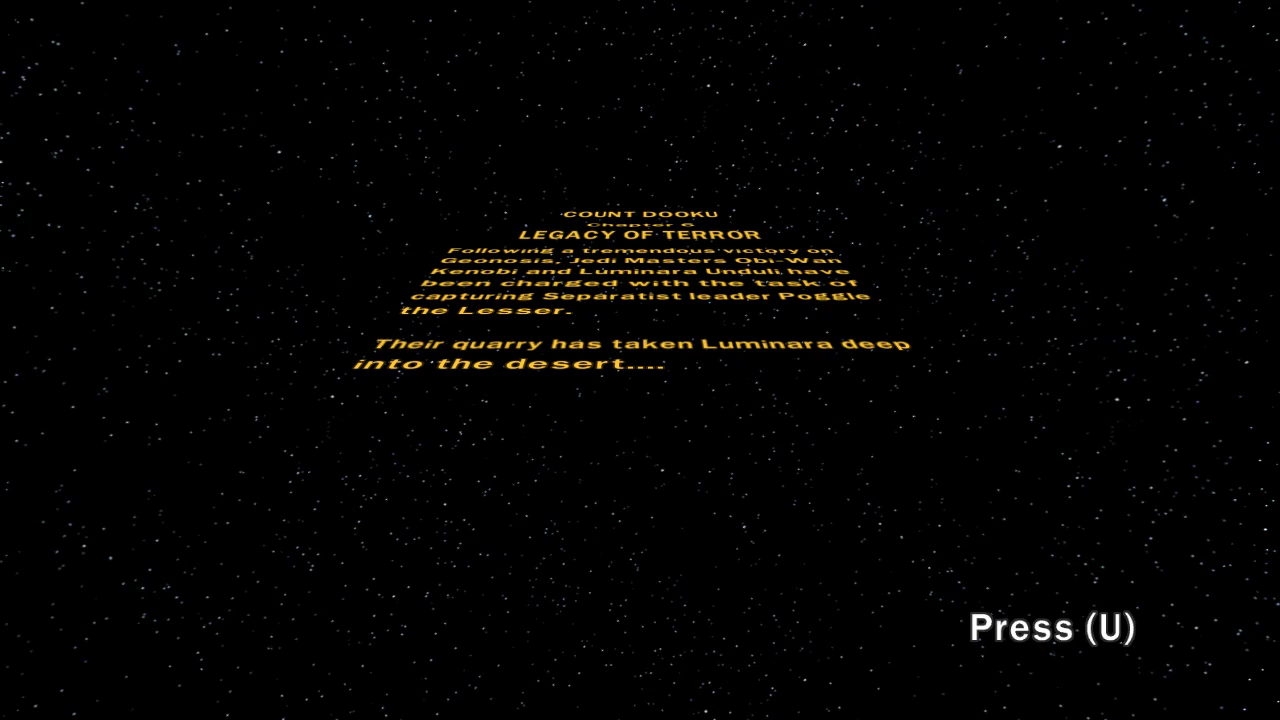 COUNT DOOKU
Chapter 6
LEGACY OF TERROR
Following a tremendous victory on
Geonosis, Jedi Masters Obi-Wan
Kenobi and Luminara Unduli have
been charged with the task of
capturing Separatist leader Poggle
the Lesser.
Their quarry has taken Luminara deep
into the desert....
Press (U)